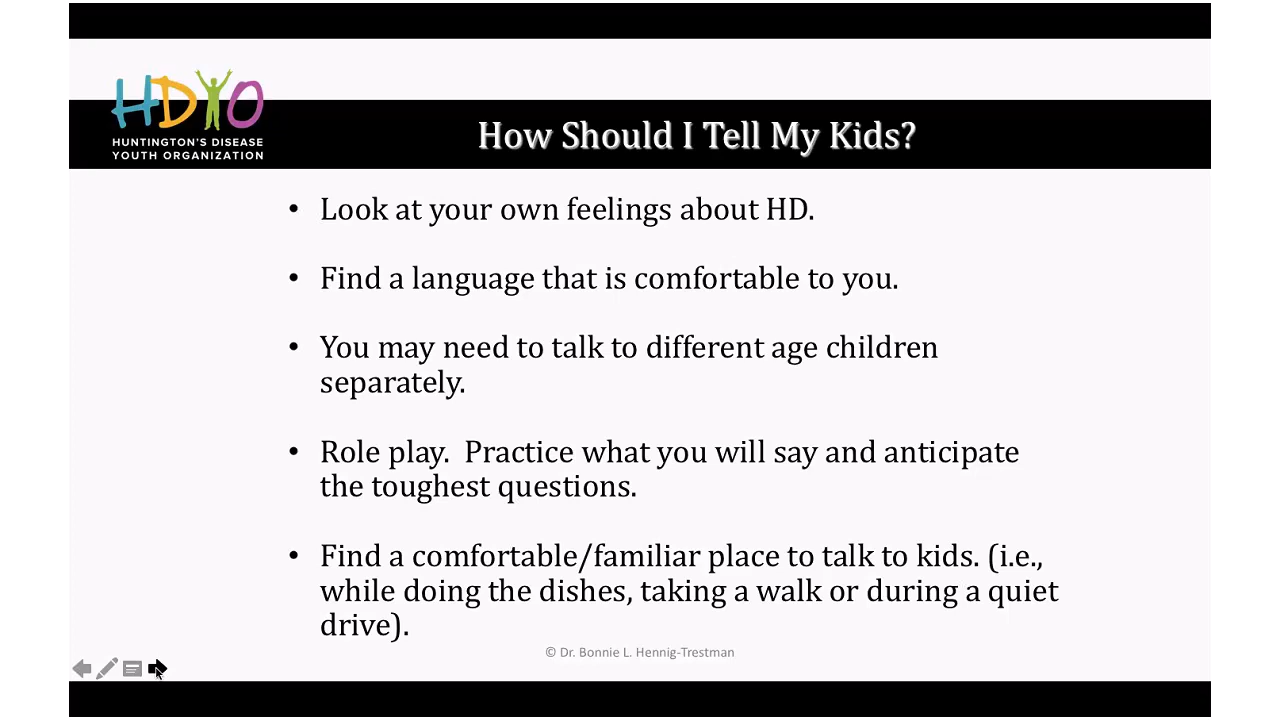 HDYO
HUNTINGTON'S DISEASE
YOUTH ORGANIZATION
How Should I Tell My Kids?
• Look at your own feelings about HD.
• Find a language that is comfortable to you.
• You may need to talk to different age children
separately.
• Role play.  Practice what you will say and anticipate
the toughest questions.
• Find a comfortable/familiar place to talk to kids. (i.e.,
while doing the dishes, taking a walk or during a quiet
drive).
© Dr. Bonnie L. Hennig-Trestman